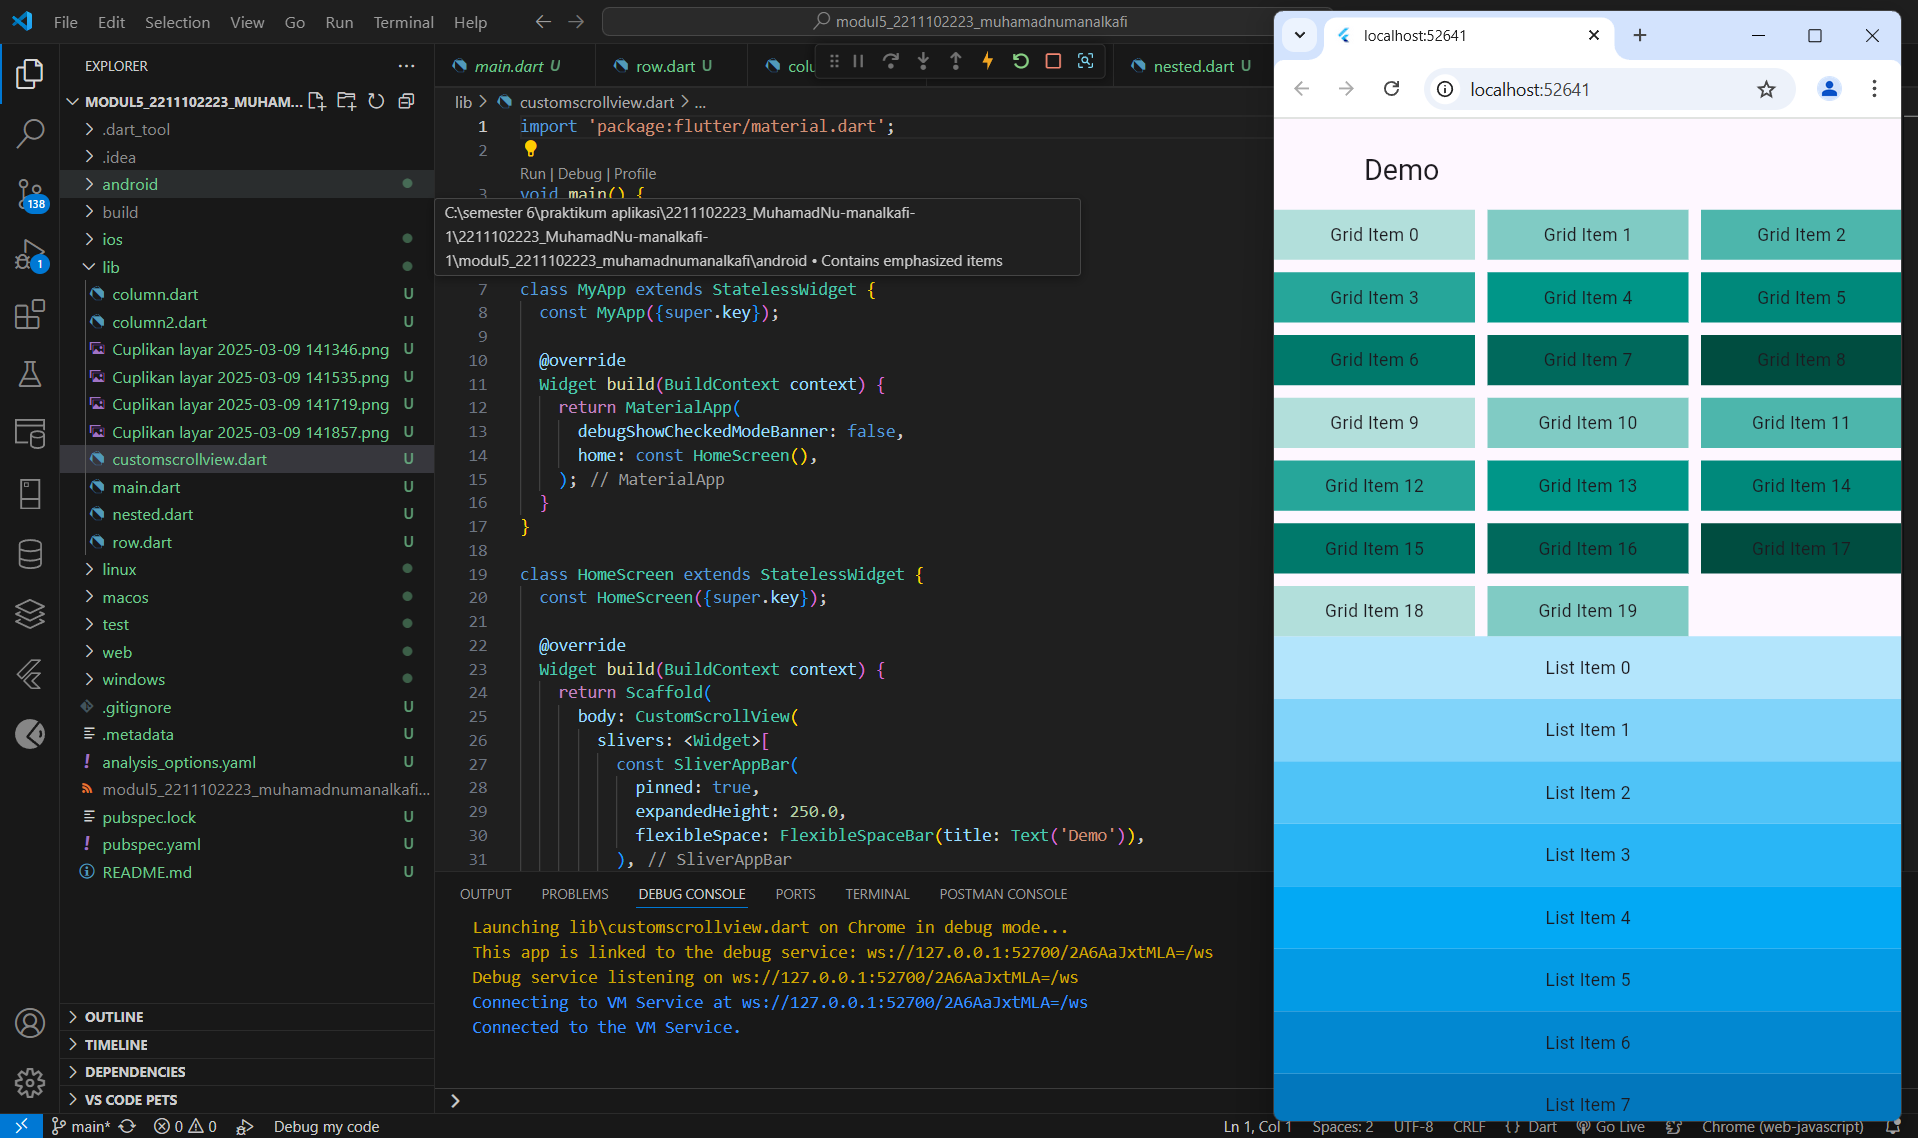 File Edit Selection View Go Run Terminal Help
modul5_2211102223_muhamadnumanalkafi
EXPLORER
main.dart U
row.dart U
nested.dart U
MODUL5_2211102223_MUHAM...
.dart_tool
.idea
android
build
ios
lib
column.dart U
column2.dart U
Cuplikan layar 2025-03-09 141346.png U
Cuplikan layar 2025-03-09 141535.png U
Cuplikan layar 2025-03-09 141719.png U
Cuplikan layar 2025-03-09 141857.png U
customscrollview.dart U
main.dart U
nested.dart U
row.dart U
linux
macos
test
web
windows
.gitignore U
.metadata U
analysis_options.yaml U
modul5_2211102223_muhamadnumanalkafi...
pubspec.lock U
pubspec.yaml U
README.md U
OUTLINE
TIMELINE
DEPENDENCIES
VS CODE PETS
138
1
lib > customscrollview.dart > ...
1 import 'package:flutter/material.dart';
2
Run | Debug | Profile
3 void main() {
C:\semester 6\praktikum aplikasi\2211102223_MuhamadNu-manalkafi-
1\2211102223_MuhamadNu-manalkafi-
1\modul5_2211102223_muhamadnumanalkafi\android • Contains emphasized items
7 class MyApp extends StatelessWidget {
8 const MyApp({super.key});
9
10 @override
11 Widget build(BuildContext context) {
12 return MaterialApp(
13 debugShowCheckedModeBanner: false,
14 home: const HomeScreen(),
15 ); // MaterialApp
16 }
17 }
18
19 class HomeScreen extends StatelessWidget {
20 const HomeScreen({super.key});
21
22 @override
23 Widget build(BuildContext context) {
24 return Scaffold(
25 body: CustomScrollView(
26 slivers: <Widget>[
27 const SliverAppBar(
28 pinned: true,
29 expandedHeight: 250.0,
30 flexibleSpace: FlexibleSpaceBar(title: Text('Demo')),
31 ), // SliverAppBar
OUTPUT PROBLEMS DEBUG CONSOLE PORTS TERMINAL POSTMAN CONSOLE
Launching lib\customscrollview.dart on Chrome in debug mode...
This app is linked to the debug service: ws://127.0.0.1:52700/2A6AaJxtMLA=/ws
Debug service listening on ws://127.0.0.1:52700/2A6AaJxtMLA=/ws
Connecting to VM Service at ws://127.0.0.1:52700/2A6AaJxtMLA=/ws
Connected to the VM Service.
localhost:52641
localhost:52641
Demo
Grid Item 0 Grid Item 1 Grid Item 2
Grid Item 3 Grid Item 4 Grid Item 5
Grid Item 6 Grid Item 7 Grid Item 8
Grid Item 9 Grid Item 10 Grid Item 11
Grid Item 12 Grid Item 13 Grid Item 14
Grid Item 15 Grid Item 16 Grid Item 17
Grid Item 18 Grid Item 19
List Item 0
List Item 1
List Item 2
List Item 3
List Item 4
List Item 5
List Item 6
List Item 7
main* 0 0 Debug my code Ln 1, Col 1 Spaces: 2 UTF-8 CRLF {} Dart Go Live Chrome (web-javascript)